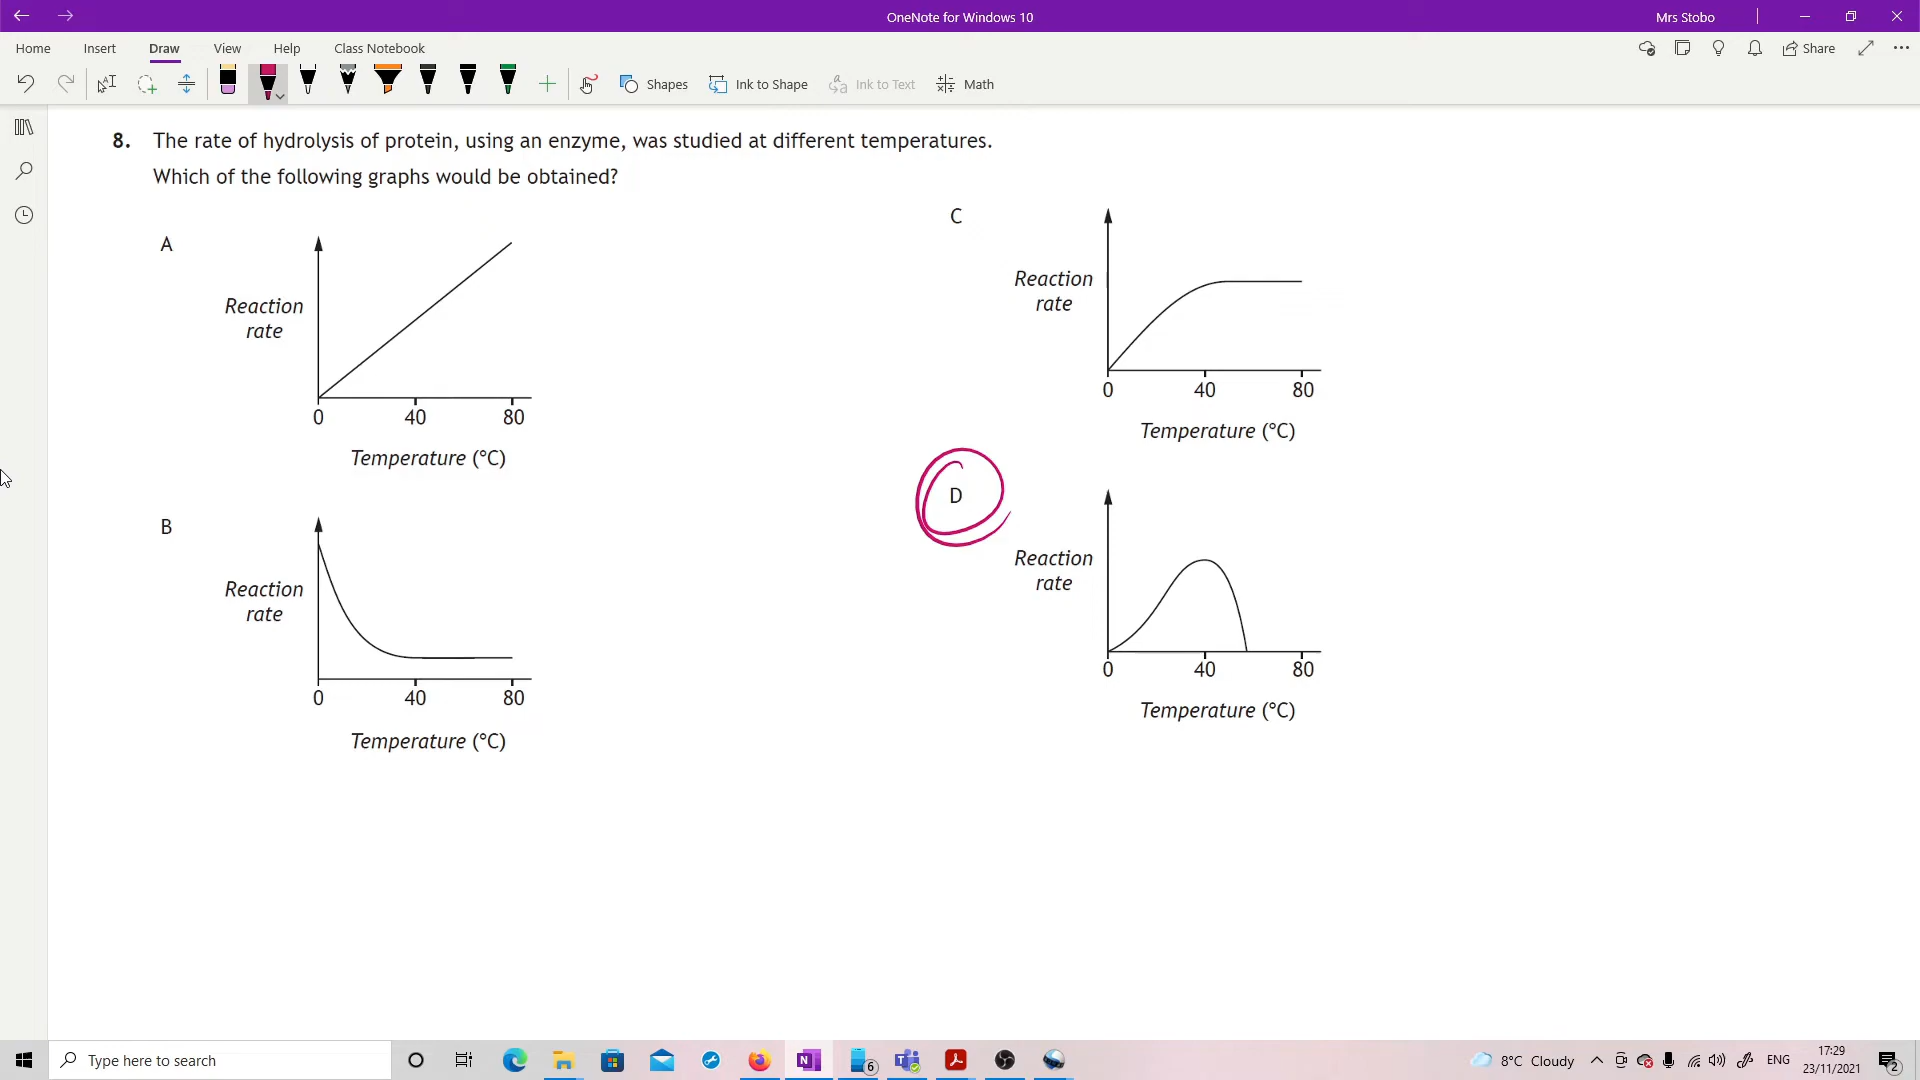 OneNote for Windows 10
Mrs Stobo
Home Insert Draw View Help Class Notebook
Share
Shapes Ink to Shape Ink to Text Math
8. The rate of hydrolysis of protein, using an enzyme, was studied at different temperatures.
Which of the following graphs would be obtained?
A
Reaction
rate
0 40 80
Temperature (°C)
B
Reaction
rate
0 40 80
Temperature (°C)
C
Reaction
rate
0 40 80
Temperature (°C)
D
Reaction
rate
0 40 80
Temperature (°C)
Type here to search
6
8°C Cloudy
ENG
17:29
23/11/2021
2